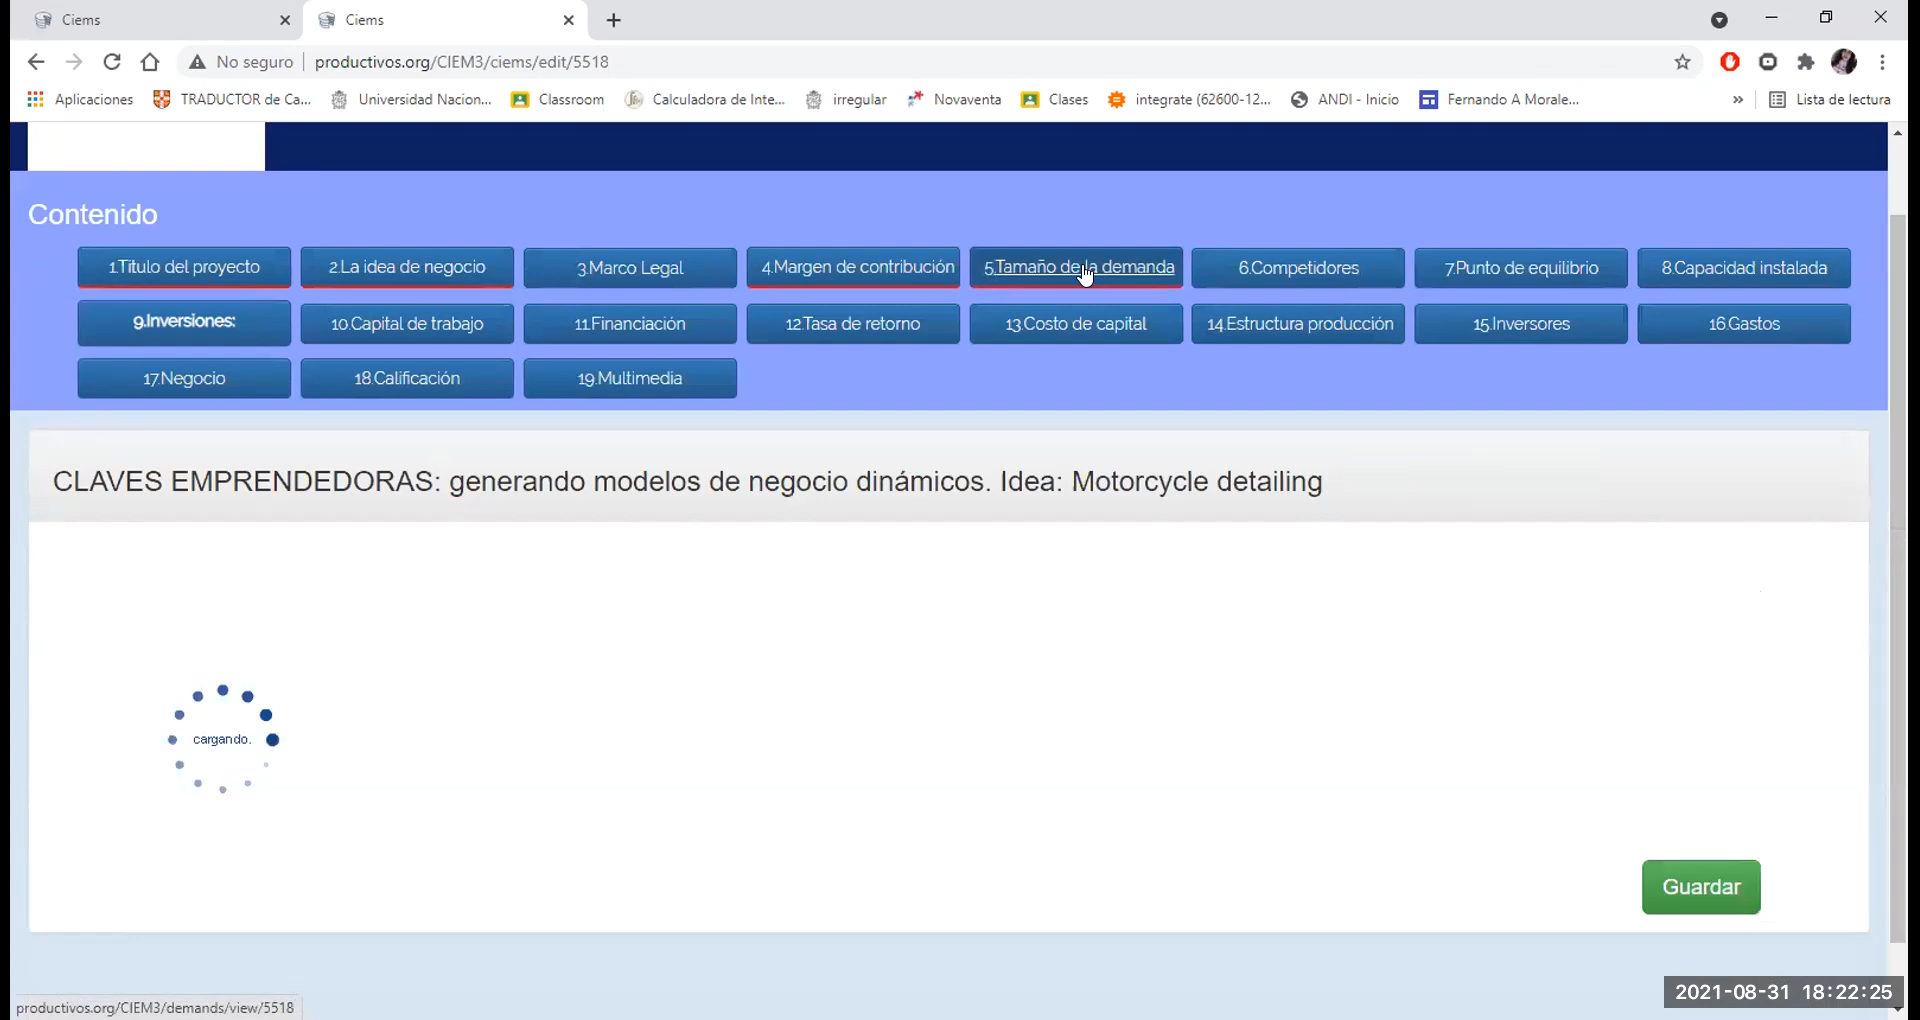 Ciems
Ciems
No seguro productivos.org/CIEM3/ciems/edit/5518
Aplicaciones TRADUCTOR de Ca... Universidad Nacion... Classroom Calculadora de Inte... irregular Novaventa Clases integrate (62600-12... ANDI - Inicio Fernando A Morale... » Lista de lectura
Contenido
1.Titulo del proyecto 2.La idea de negocio 3.Marco Legal 4.Margen de contribución 5.Tamaño de la demanda 6.Competidores 7.Punto de equilibrio 8.Capacidad instalada
9.Inversiones: 10.Capital de trabajo 11.Financiación 12.Tasa de retorno 13.Costo de capital 14.Estructura producción 15.Inversores 16.Gastos
17.Negocio 18.Calificación 19.Multimedia
CLAVES EMPRENDEDORAS: generando modelos de negocio dinámicos. Idea: Motorcycle detailing
cargando.
Guardar
productivos.org/CIEM3/demands/view/5518
2021-08-31 18:22:25